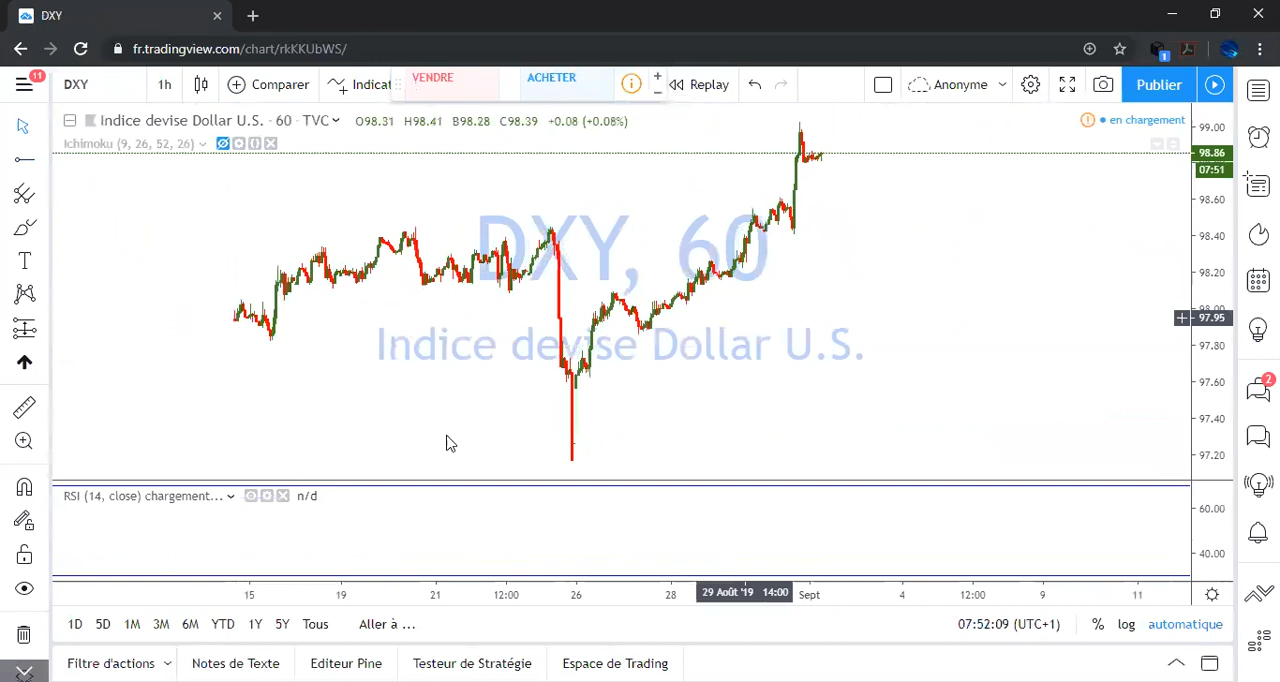 DXY
fr.tradingview.com/chart/rkKKUbWS/
1
11
DXY
1h
Comparer
Indicat
VENDRE
ACHETER
Replay
Anonyme
Publier
Indice devise Dollar U.S. · 60 · TVC
O98.31 H98.41 B98.28 C98.39 +0.08 (+0.08%)
en chargement
Ichimoku (9, 26, 52, 26)
DXY, 60
Indice devise Dollar U.S.
99.00
98.86
07:51
98.60
98.40
98.20
98.00
97.95
97.80
97.60
97.40
97.20
2
RSI (14, close) chargement...
n/d
60.00
40.00
15 19 21 12:00 26 28 29 Août '19 14:00 Sept 4 12:00 9 11
1D 5D 1M 3M 6M YTD 1Y 5Y Tous Aller à ...
07:52:09 (UTC+1) % log automatique
Filtre d'actions Notes de Texte Editeur Pine Testeur de Stratégie Espace de Trading